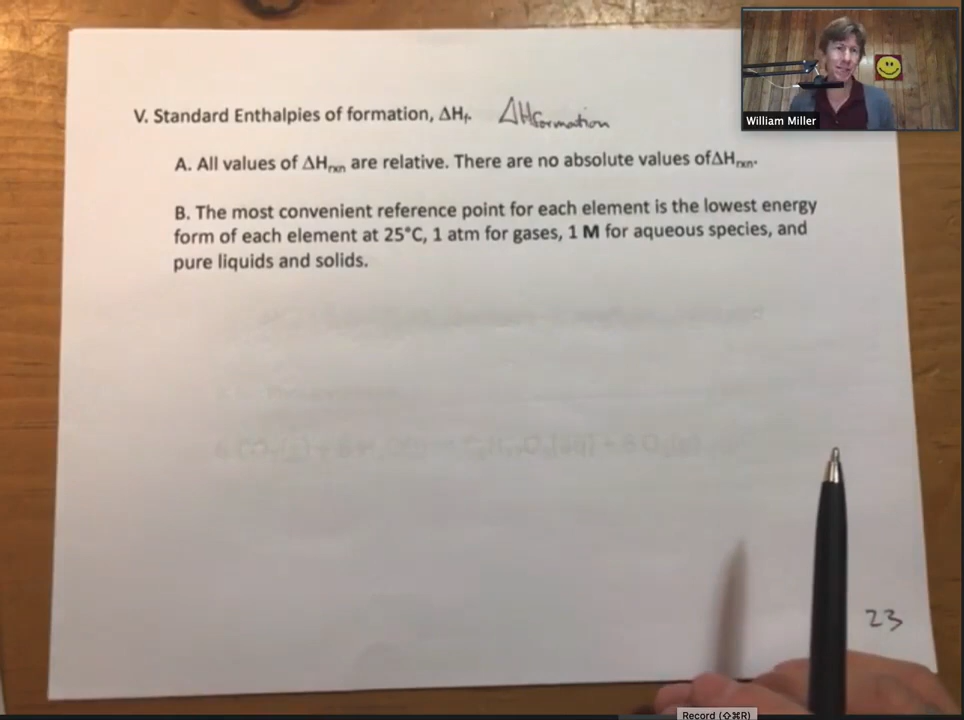 V. Standard Enthalpies of formation, ΔHf. ΔHformation
A. All values of ΔHrxn are relative. There are no absolute values ofΔHrxn.
B. The most convenient reference point for each element is the lowest energy
form of each element at 25°C, 1 atm for gases, 1 M for aqueous species, and
pure liquids and solids.
William Miller
23
Record (⇧⌘R)